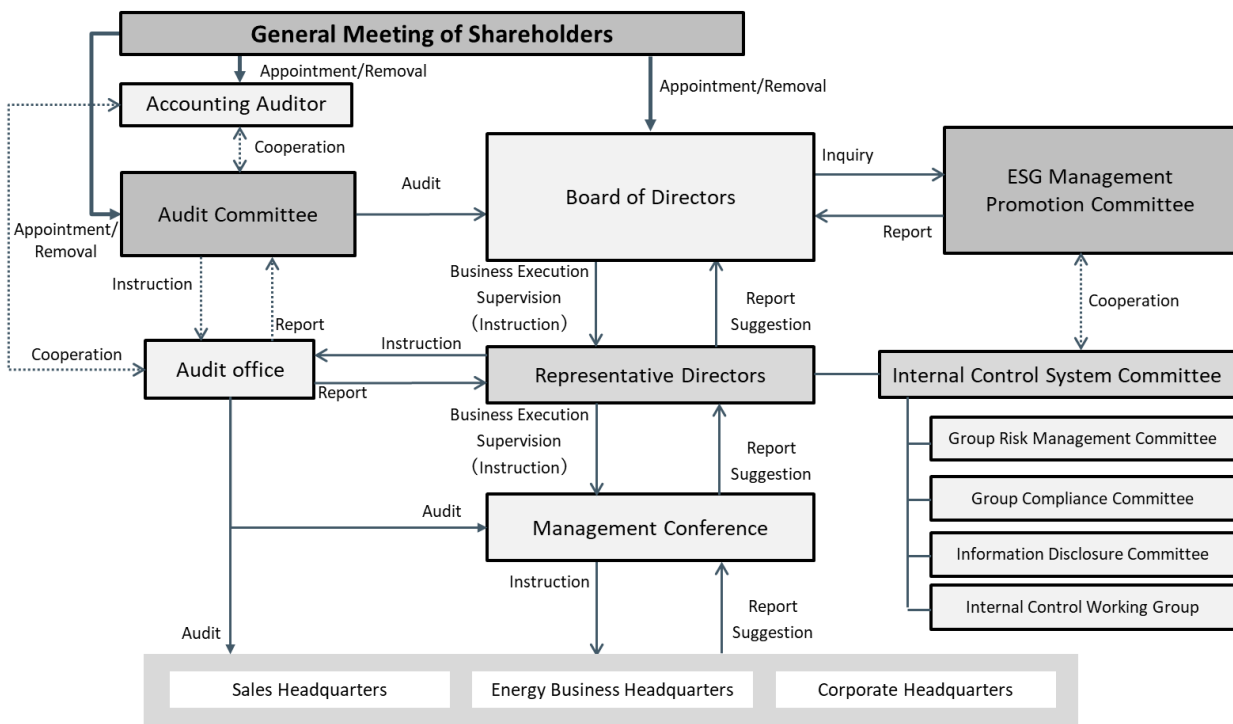 General Meeting of Shareholders
Appointment/Removal
Accounting Auditor
Appointment/Removal
Cooperation
Audit Committee
Audit
Board of Directors
Inquiry
Report
ESG Management
Promotion Committee
Appointment/
Removal
Instruction
Report
Business Execution
Supervision
（Instruction）
Report
Suggestion
Cooperation
Cooperation
Audit office
Instruction
Report
Representative Directors
Internal Control System Committee
Business Execution
Supervision
（Instruction）
Report
Suggestion
Group Risk Management Committee
Group Compliance Committee
Information Disclosure Committee
Internal Control Working Group
Audit
Management Conference
Instruction
Report
Suggestion
Audit
Sales Headquarters
Energy Business Headquarters
Corporate Headquarters